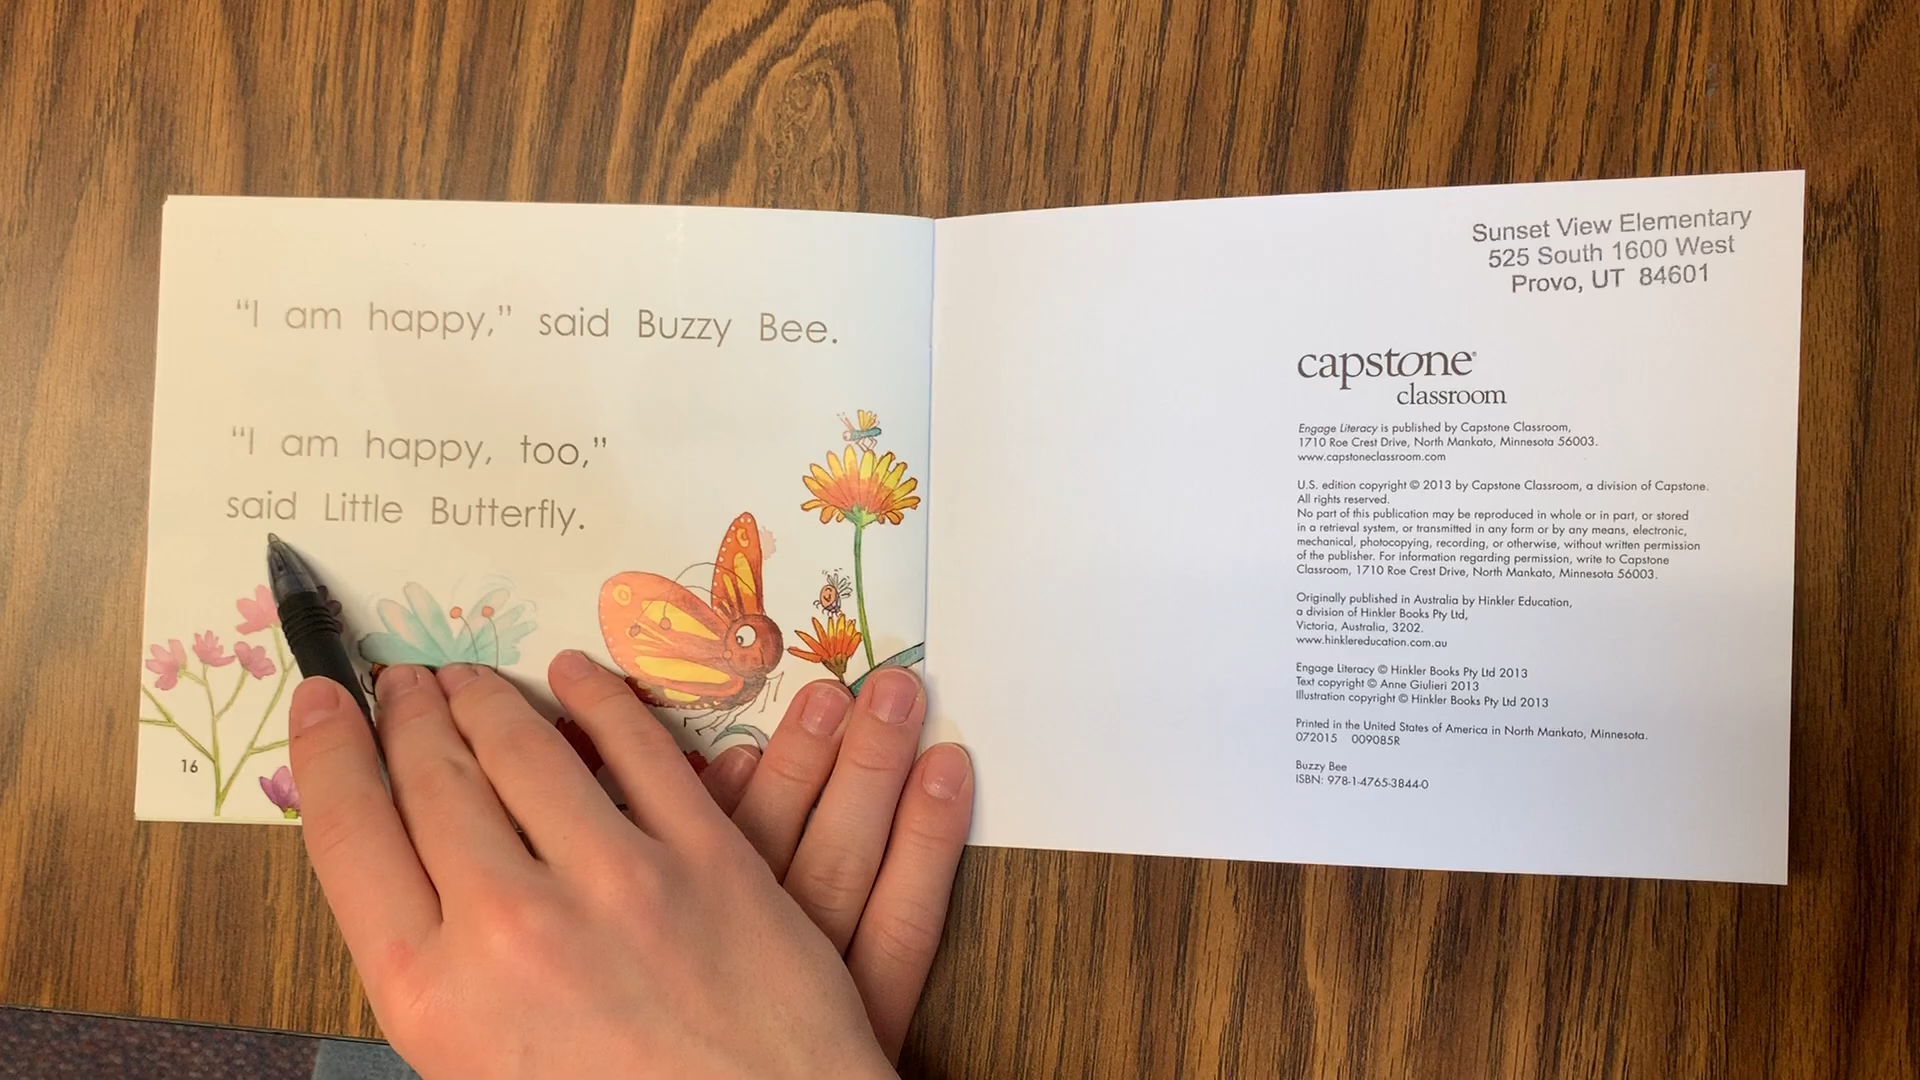 “I am happy,” said Buzzy Bee.
“I am happy, too,”
said Little Butterfly.
16
Sunset View Elementary
525 South 1600 West
Provo, UT 84601
capstone®
classroom
Engage Literacy is published by Capstone Classroom,
1710 Roe Crest Drive, North Mankato, Minnesota 56003.
www.capstoneclassroom.com
U.S. edition copyright © 2013 by Capstone Classroom, a division of Capstone.
All rights reserved.
No part of this publication may be reproduced in whole or in part, or stored
in a retrieval system, or transmitted in any form or by any means, electronic,
mechanical, photocopying, recording, or otherwise, without written permission
of the publisher. For information regarding permission, write to Capstone
Classroom, 1710 Roe Crest Drive, North Mankato, Minnesota 56003.
Originally published in Australia by Hinkler Education,
a division of Hinkler Books Pty Ltd,
Victoria, Australia, 3202.
www.hinklereducation.com.au
Engage Literacy © Hinkler Books Pty Ltd 2013
Text copyright © Anne Giulieri 2013
Illustration copyright © Hinkler Books Pty Ltd 2013
Printed in the United States of America in North Mankato, Minnesota.
072015 009085R
Buzzy Bee
ISBN: 978-1-4765-3844-0